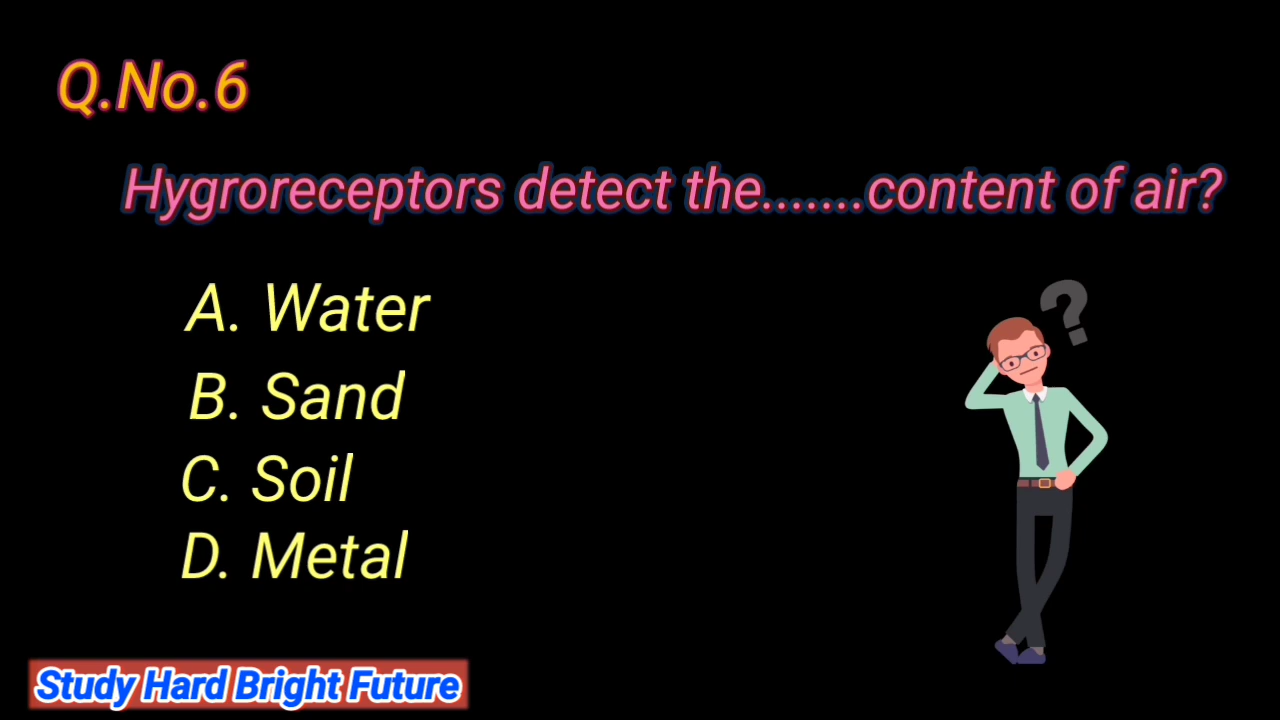 Q.No.6
Hygroreceptors detect the.......content of air?
A. Water
B. Sand
C. Soil
D. Metal
?
Study Hard Bright Future